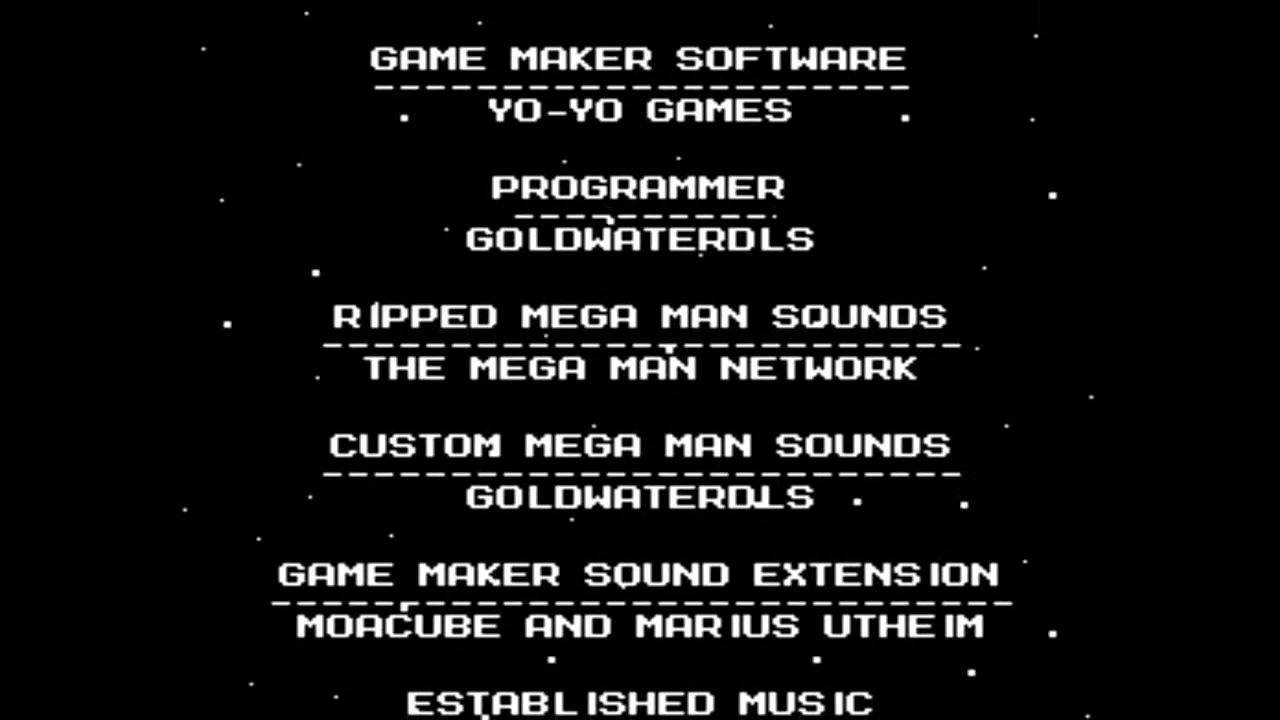 GAME MAKER SOFTWARE
--------------------
YO-YO GAMES
PROGRAMMER
----------
GOLDWATERDLS
RIPPED MEGA MAN SOUNDS
------------------------
THE MEGA MAN NETWORK
CUSTOM MEGA MAN SOUNDS
------------------------
GOLDWATERDLS
GAME MAKER SOUND EXTENSION
----------------------------
MOACUBE AND MARIUS UTHEIM
ESTABLISHED MUSIC